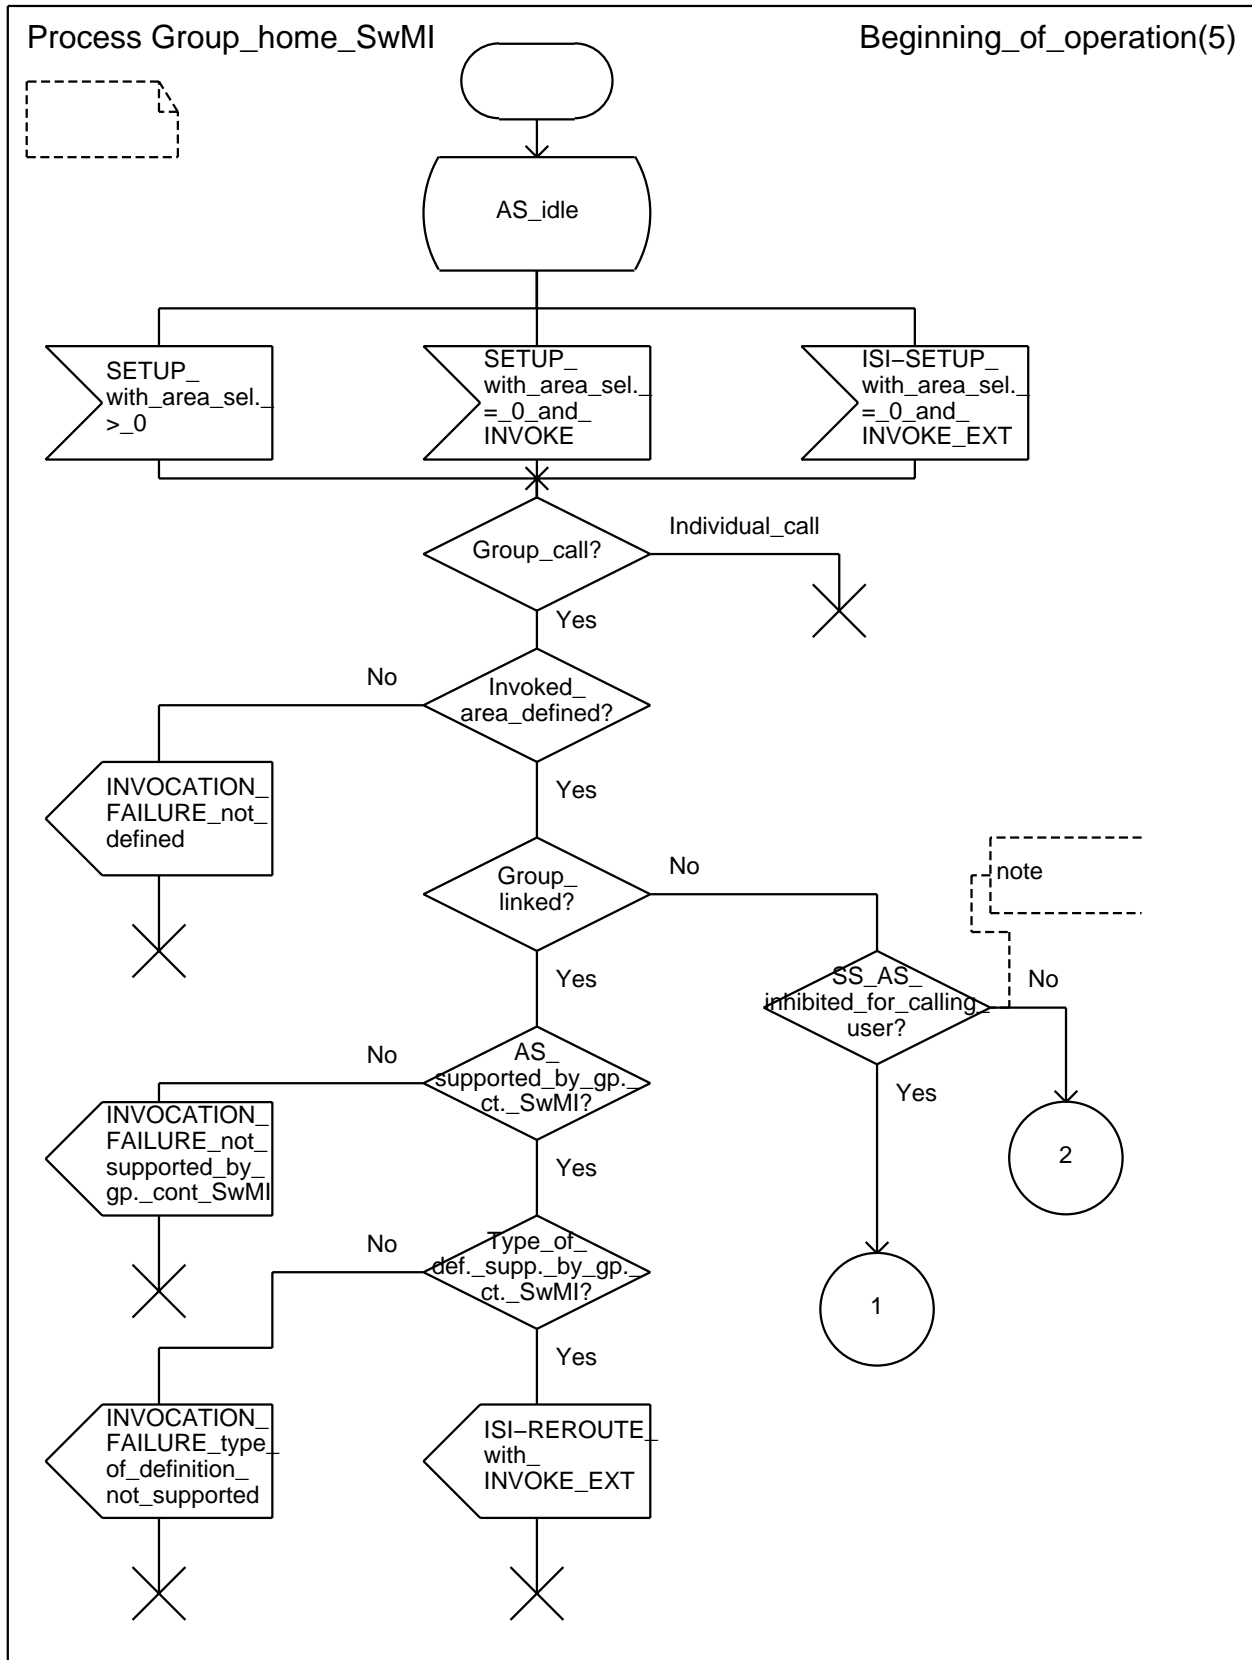 Process Group_home_SwMI
Beginning_of_operation(5)
AS_idle
SETUP_
with_area_sel._
>_0
SETUP_
with_area_sel._
=_0_and_
INVOKE
ISI–SETUP_
with_area_sel._
=_0_and_
INVOKE_EXT
Group_call?
Individual_call
Yes
Invoked_
area_defined?
No
Yes
INVOCATION_
FAILURE_not_
defined
Group_
linked?
No
note
Yes
SS_AS_
inhibited_for_calling_
user?
No
Yes
AS_
supported_by_gp._
ct._SwMI?
No
INVOCATION_
FAILURE_not_
supported_by_
gp._cont_SwMI
Yes
2
Type_of_
def._supp._by_gp._
ct._SwMI?
No
1
Yes
INVOCATION_
FAILURE_type_
of_definition_
not_supported
ISI–REROUTE_
with_
INVOKE_EXT